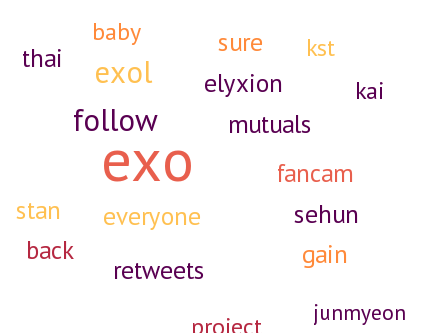 baby
sure
kst
thai
exol
elyxion
kai
follow
mutuals
exo
fancam
stan
everyone
sehun
back
gain
retweets
junmyeon
project